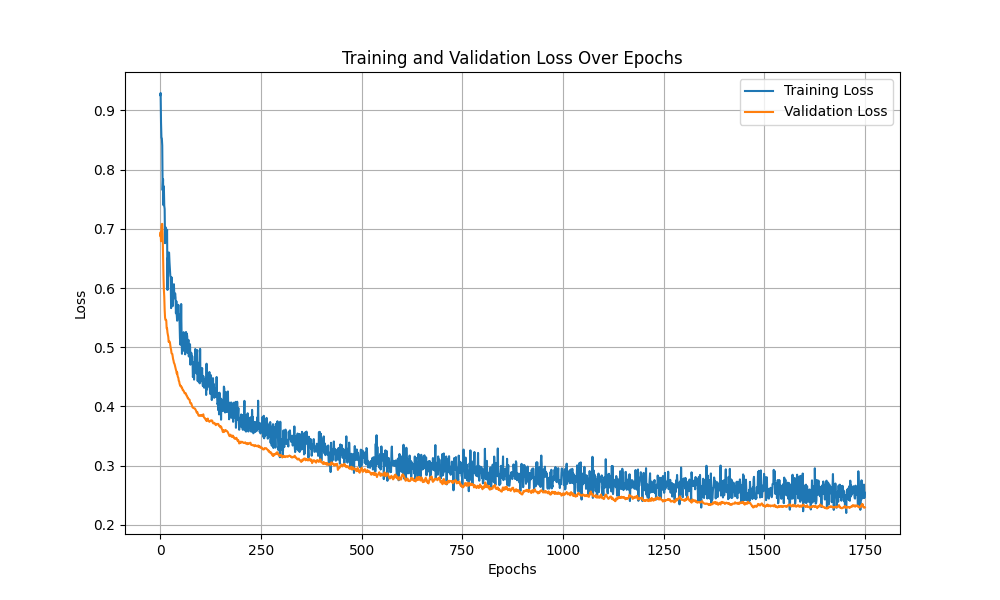 Training and Validation Loss Over Epochs
Training Loss
Validation Loss
0.9
0.8
0.7
0.6
0.5
0.4
0.3
0.2
Loss
0 250 500 750 1000 1250 1500 1750
Epochs